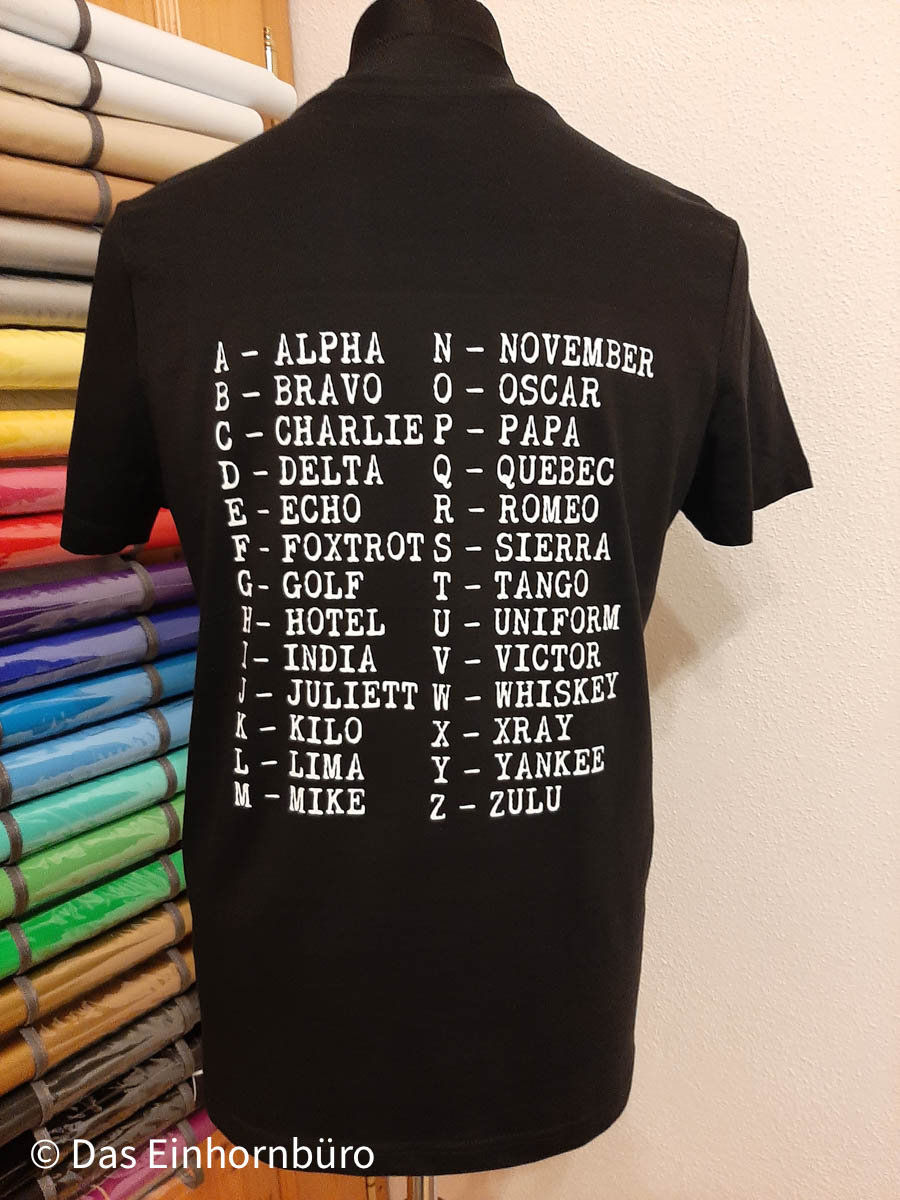 A - ALPHA
B - BRAVO
C - CHARLIE
D - DELTA
E - ECHO
F - FOXTROT
G - GOLF
H - HOTEL
I - INDIA
J - JULIETT
K - KILO
L - LIMA
M - MIKE
N - NOVEMBER
O - OSCAR
P - PAPA
Q - QUEBEC
R - ROMEO
S - SIERRA
T - TANGO
U - UNIFORM
V - VICTOR
W - WHISKEY
X - XRAY
Y - YANKEE
Z - ZULU
© Das Einhornbüro